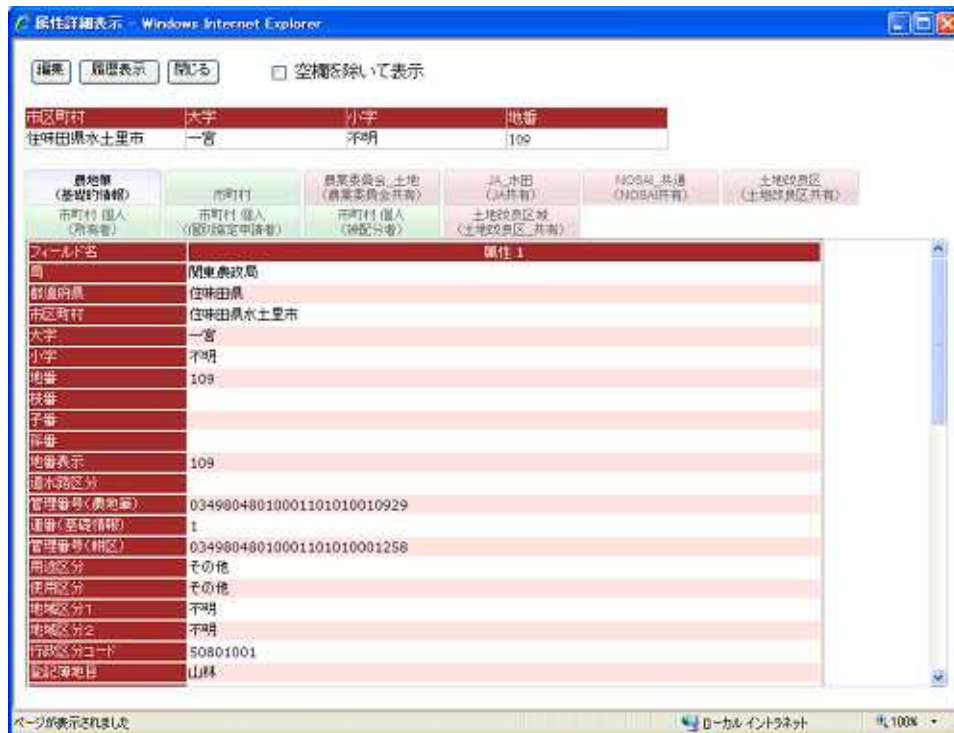 属性詳細表示 - Windows Internet Explorer
編集 履歴表示 閉じる 空欄を除いて表示
市区町村 大字 小字 地番
住味田県水土里市 一宮 不明 109
農地筆 市町村 農業委員会_土地 JA_水田 NOSAI_共通 土地改良区
(基礎的情報) (農業委員会共有) (JA共有) (NOSAI共有) (土地改良区共有)
市町村 個人 市町村 個人 市町村 個人 土地改良区域
(所有者) (個別設定申請者) (被配分者) (土地改良区_共有)
フィールド名 属性 1
局 関東農政局
都道府県 住味田県
市区町村 住味田県水土里市
大字 一宮
小字 不明
地番 109
枝番
子番
孫番
地番表示 109
道水路区分
管理番号(農地筆) 03498048010001101010010929
連番(基礎情報) 1
管理番号(耕区) 03498048010001101010001258
用途区分 その他
使用区分 その他
地域区分1 不明
地域区分2 不明
行政区分コード 50801001
登記簿地目 山林
ページが表示されました ローカル イントラネット 100%